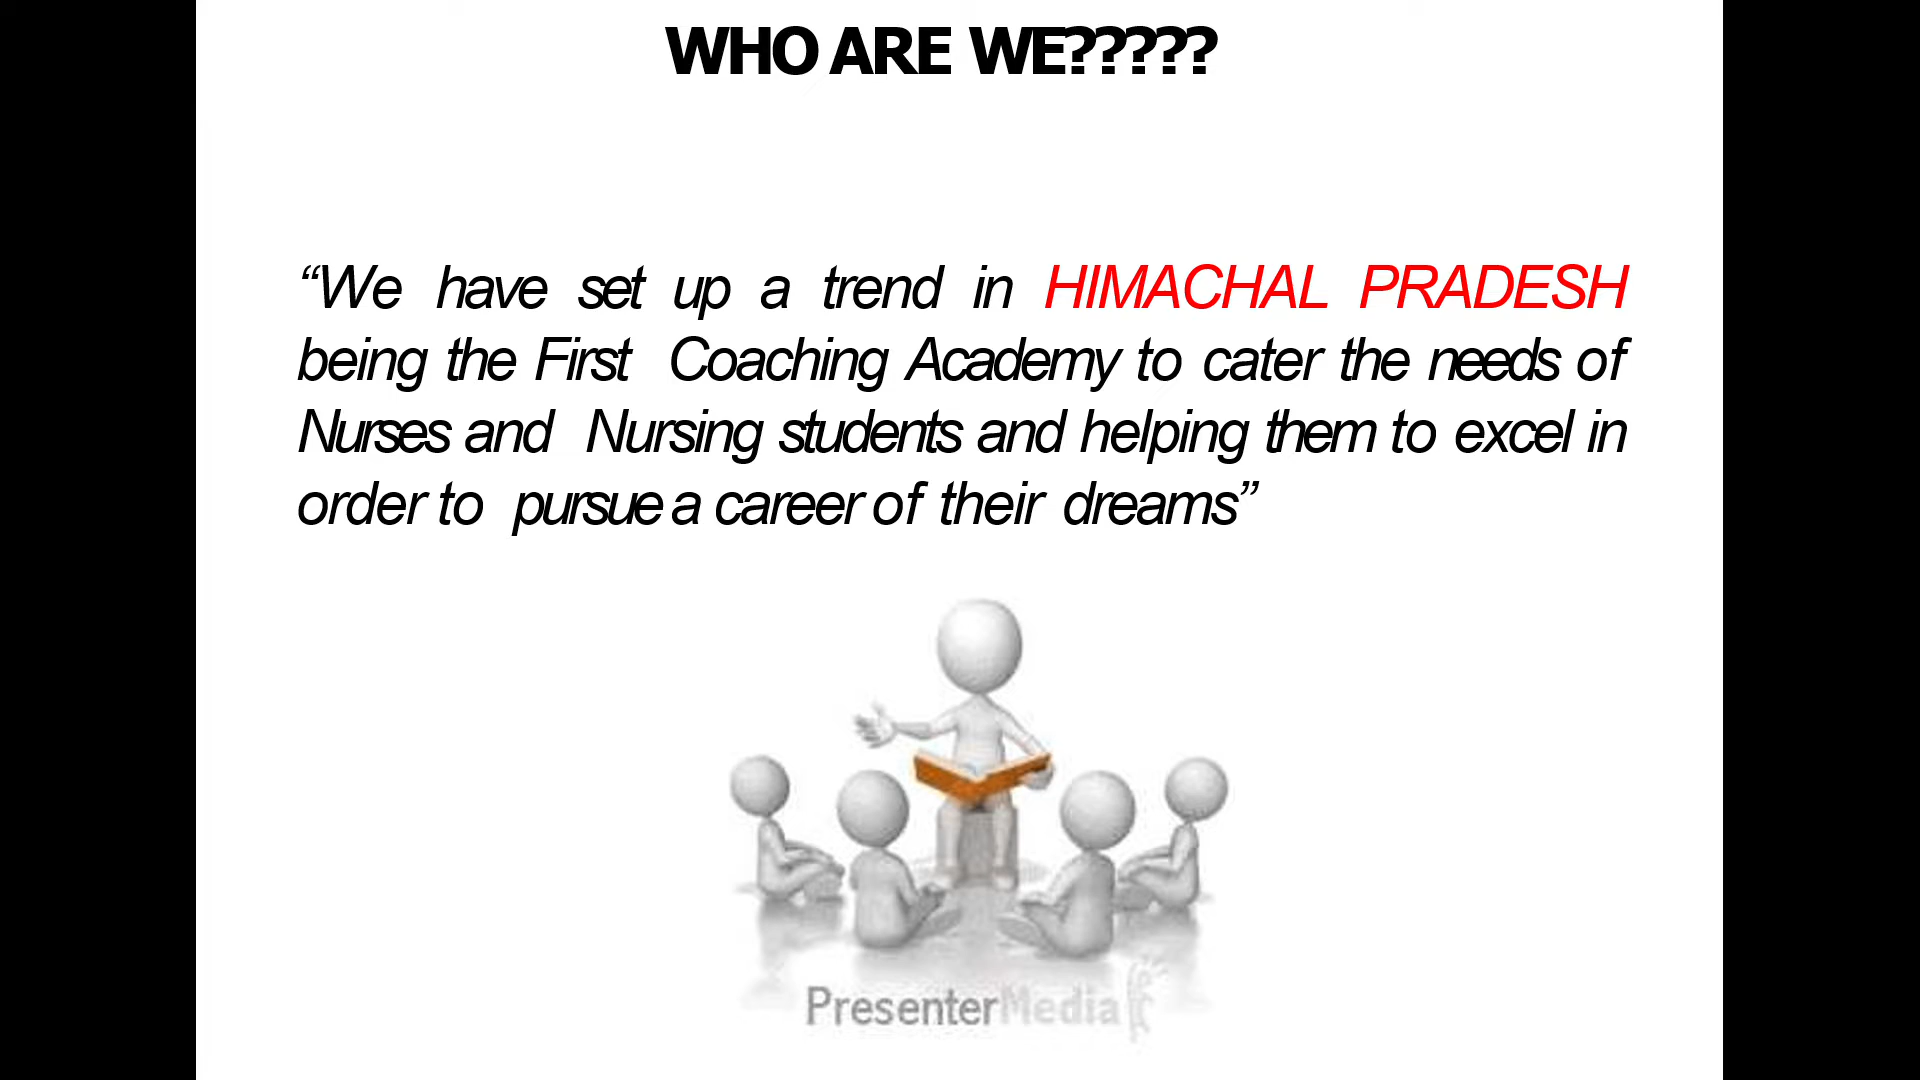 WHO ARE WE?????
“We have set up a trend in HIMACHAL PRADESH
being the First Coaching Academy to cater the needs of
Nurses and Nursing students and helping them to excel in
order to pursue a career of their dreams”
PresenterMedia